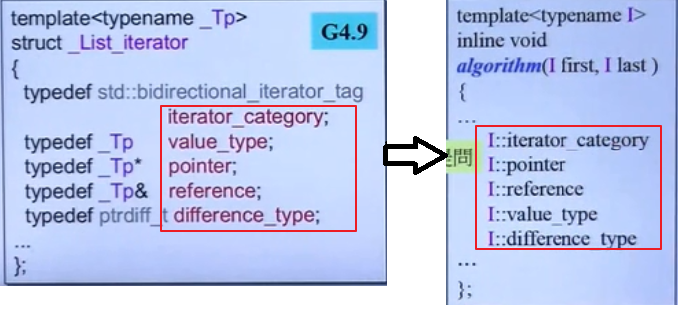 template<typename _Tp>
struct _List_iterator
G4.9
{
typedef std::bidirectional_iterator_tag
iterator_category;
typedef _Tp value_type;
typedef _Tp* pointer;
typedef _Tp& reference;
typedef ptrdiff_t difference_type;
...
};
template<typename I>
inline void
algorithm(I first, I last )
{
...
I::iterator_category
問
I::pointer
I::reference
I::value_type
I::difference_type
...
};